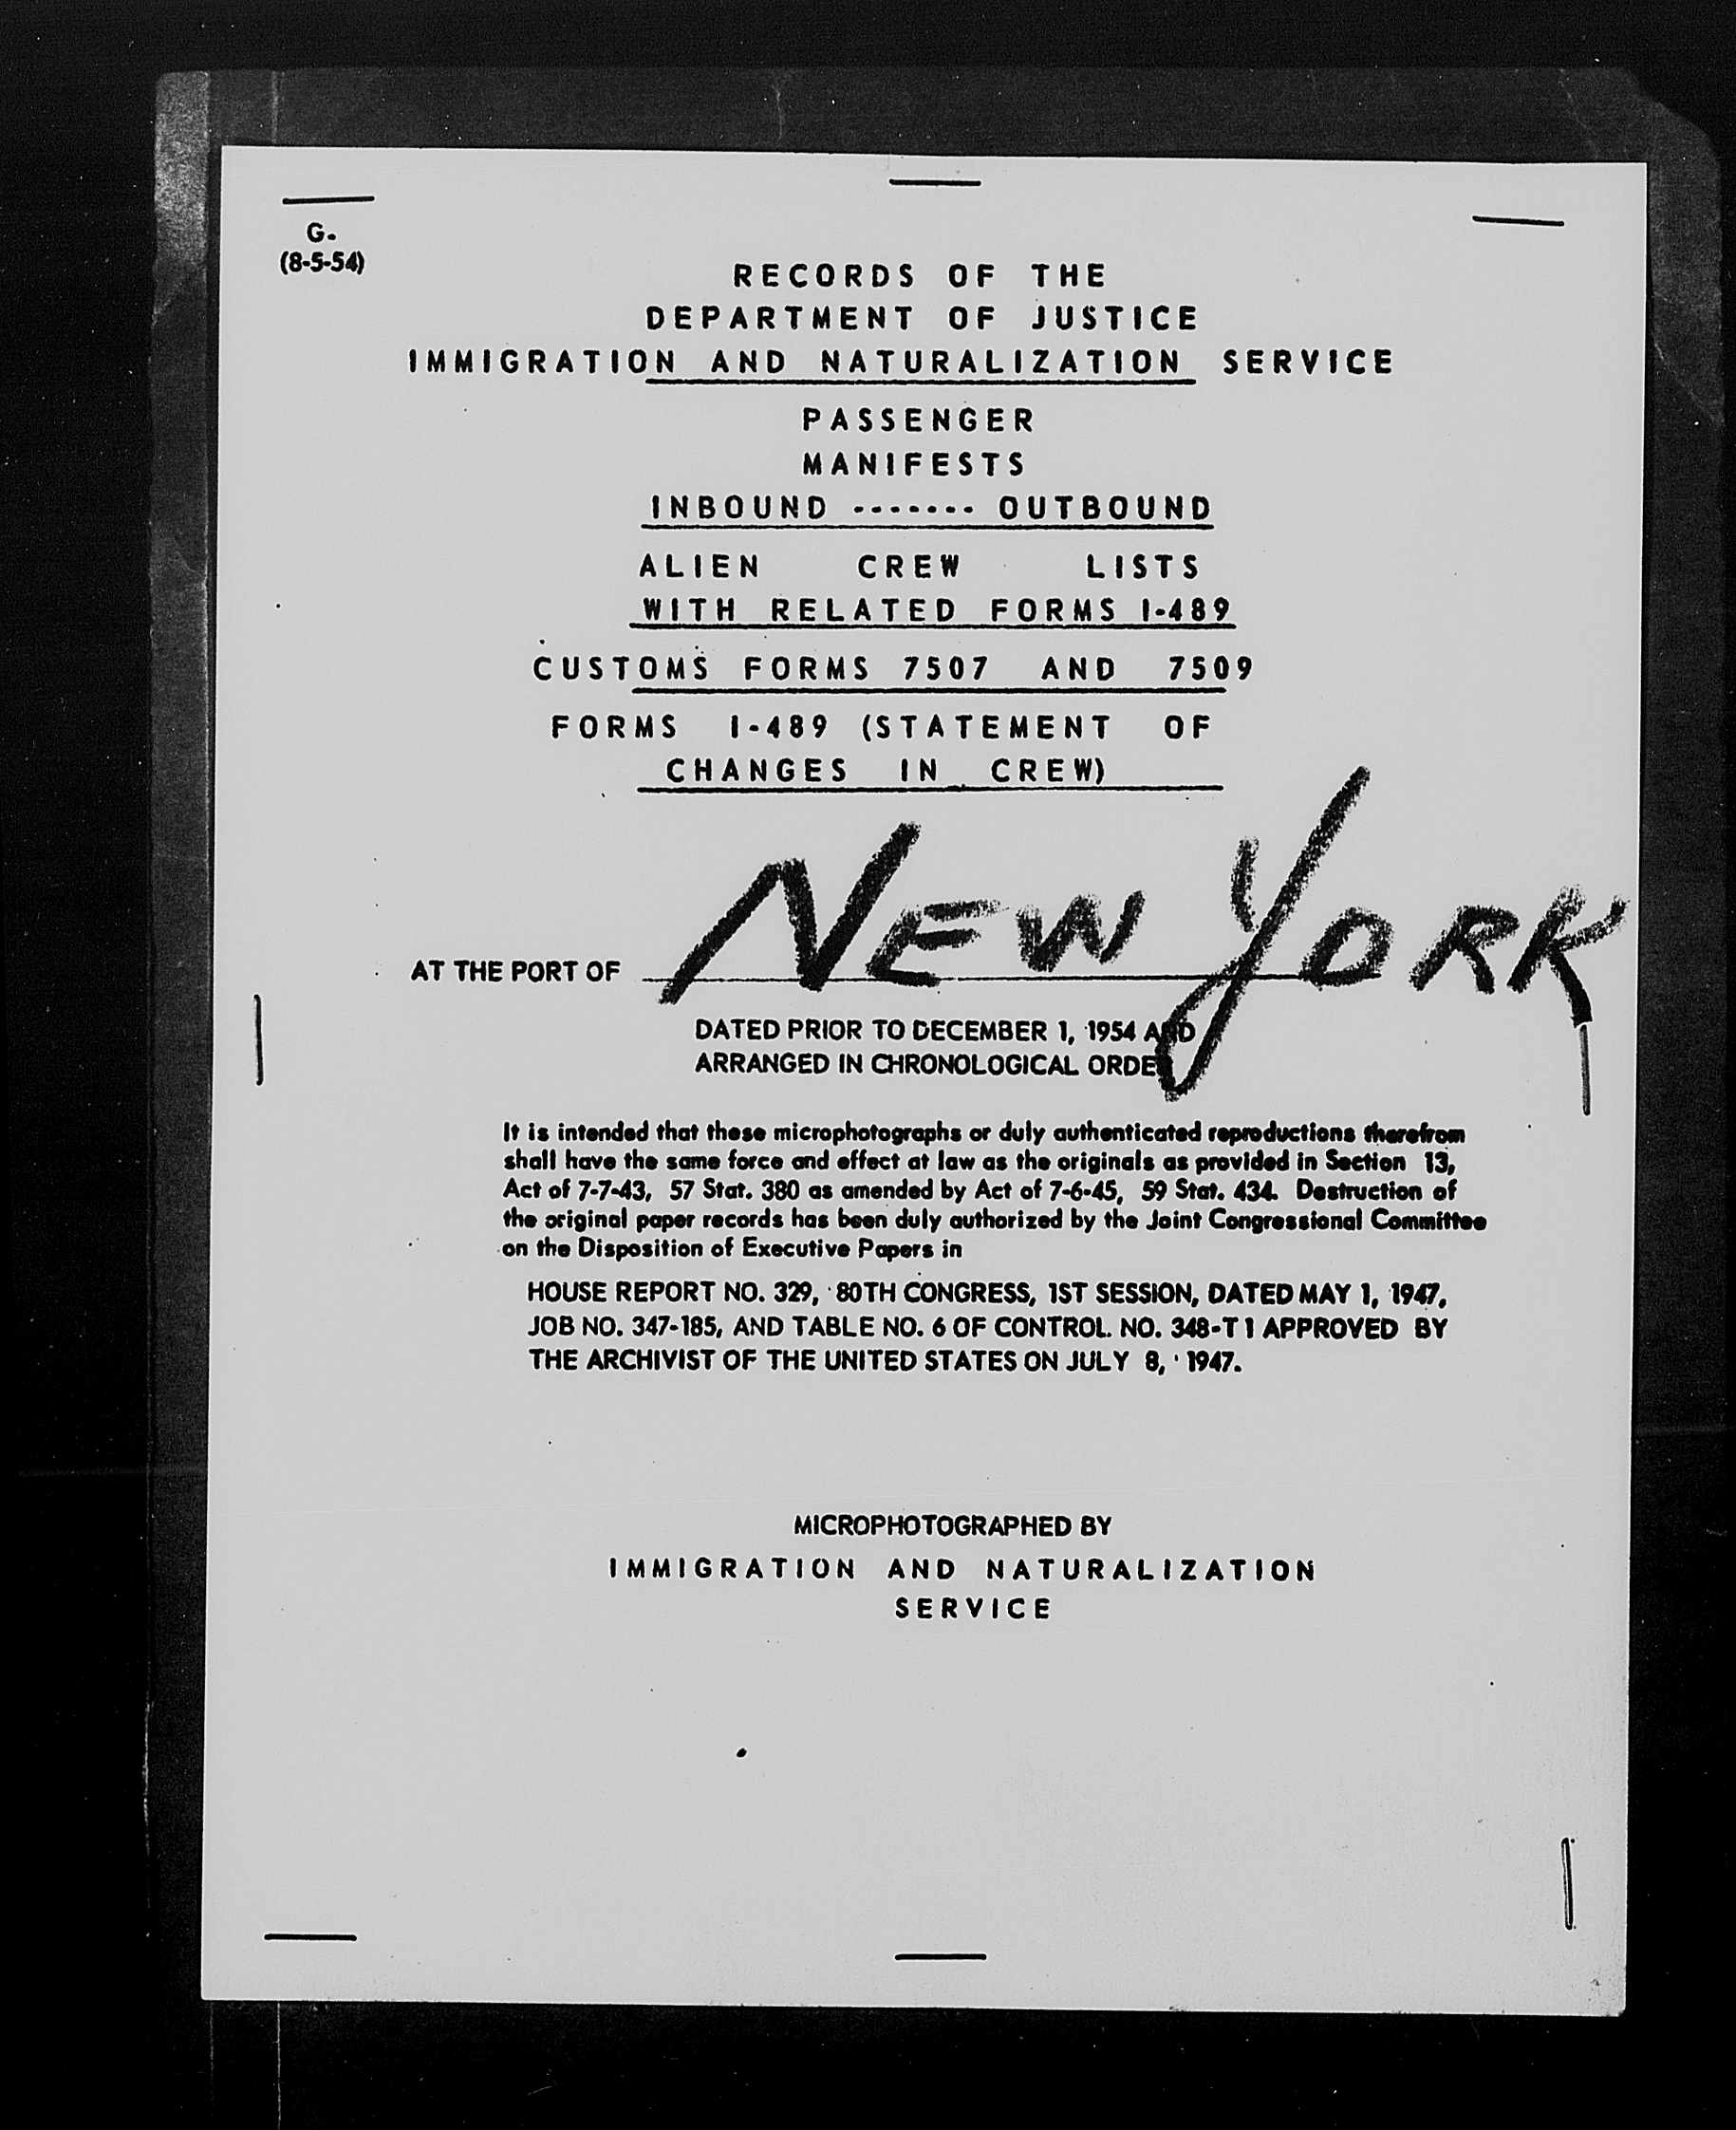 G.
(8-5-54)
RECORDS OF THE
DEPARTMENT OF JUSTICE
IMMIGRATION AND NATURALIZATION SERVICE
PASSENGER
MANIFESTS
INBOUND ------- OUTBOUND
ALIEN CREW LISTS
WITH RELATED FORMS I-489
CUSTOMS FORMS 7507 AND 7509
FORMS I-489 (STATEMENT OF
CHANGES IN CREW)
AT THE PORT OF NEW YORK
DATED PRIOR TO DECEMBER 1, 1954 AND
ARRANGED IN CHRONOLOGICAL ORDER
It is intended that these microphotographs or duly authenticated reproductions therefrom
shall have the same force and effect at law as the originals as provided in Section 13,
Act of 7-7-43, 57 Stat. 380 as amended by Act of 7-6-45, 59 Stat. 434. Destruction of
the original paper records has been duly authorized by the Joint Congressional Committee
on the Disposition of Executive Papers in
HOUSE REPORT NO. 329, 80TH CONGRESS, 1ST SESSION, DATED MAY 1, 1947,
JOB NO. 347-185, AND TABLE NO. 6 OF CONTROL NO. 348-T1 APPROVED BY
THE ARCHIVIST OF THE UNITED STATES ON JULY 8, 1947.
MICROPHOTOGRAPHED BY
IMMIGRATION AND NATURALIZATION
SERVICE